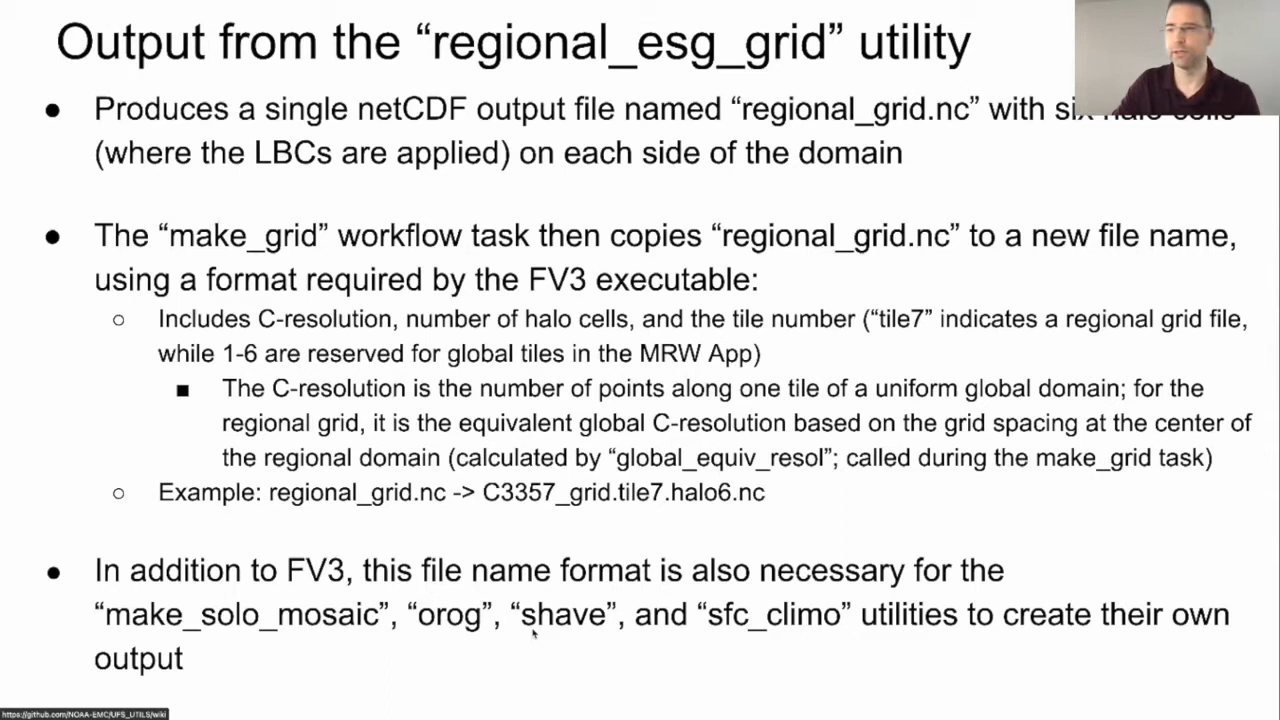 Output from the “regional_esg_grid” utility
● Produces a single netCDF output file named “regional_grid.nc” with six halo cells
(where the LBCs are applied) on each side of the domain
● The “make_grid” workflow task then copies “regional_grid.nc” to a new file name,
using a format required by the FV3 executable:
○ Includes C-resolution, number of halo cells, and the tile number (“tile7” indicates a regional grid file,
while 1-6 are reserved for global tiles in the MRW App)
■ The C-resolution is the number of points along one tile of a uniform global domain; for the
regional grid, it is the equivalent global C-resolution based on the grid spacing at the center of
the regional domain (calculated by “global_equiv_resol”; called during the make_grid task)
○ Example: regional_grid.nc -> C3357_grid.tile7.halo6.nc
● In addition to FV3, this file name format is also necessary for the
“make_solo_mosaic”, “orog”, “shave”, and “sfc_climo” utilities to create their own
output
https://github.com/NOAA-EMC/UFS_UTILS/wiki